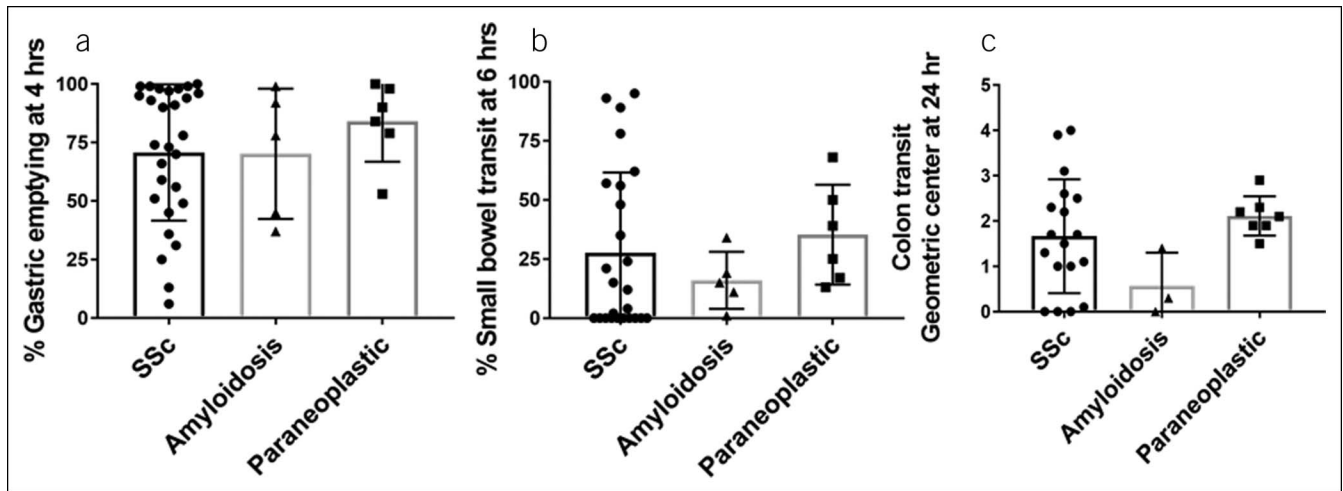 a
% Gastric emptying at 4 hrs
100
75
50
25
0
SSc
Amyloidosis
Paraneoplastic
b
% Small bowel transit at 6 hrs
100
75
50
25
0
SSc
Amyloidosis
Paraneoplastic
c
Colon transit
Geometric center at 24 hr
5
4
3
2
1
0
SSc
Amyloidosis
Paraneoplastic